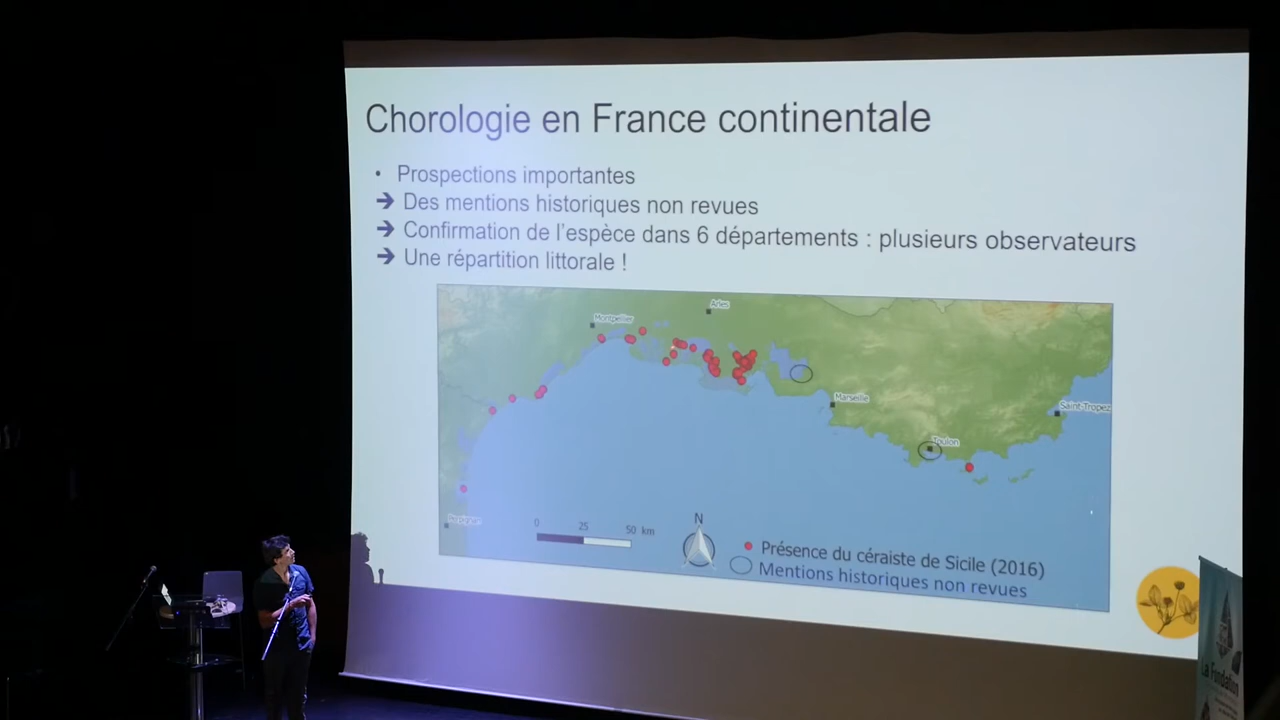 Chorologie en France continentale
• Prospections importantes
➔ Des mentions historiques non revues
➔ Confirmation de l'espèce dans 6 départements : plusieurs observateurs
➔ Une répartition littorale !
Arles
Montpellier
Marseille
Saint-Tropez
Toulon
Perpignan
0 25 50 km
N
Présence du céraiste de Sicile (2016)
Mentions historiques non revues
La Fondation